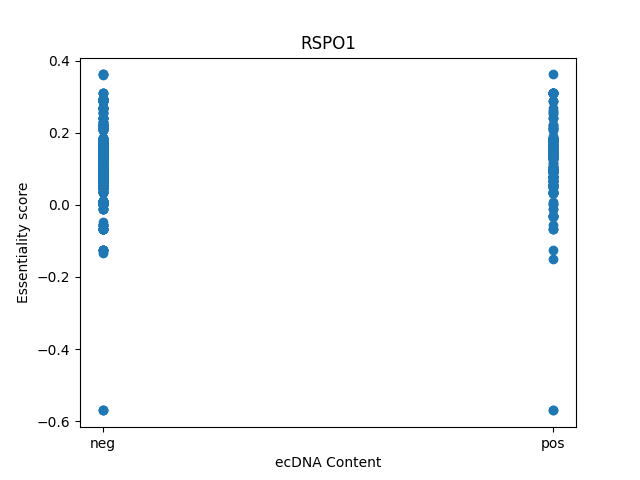 RSPO1
Essentiality score
0.4
0.2
0.0
−0.2
−0.4
−0.6
neg
pos
ecDNA Content